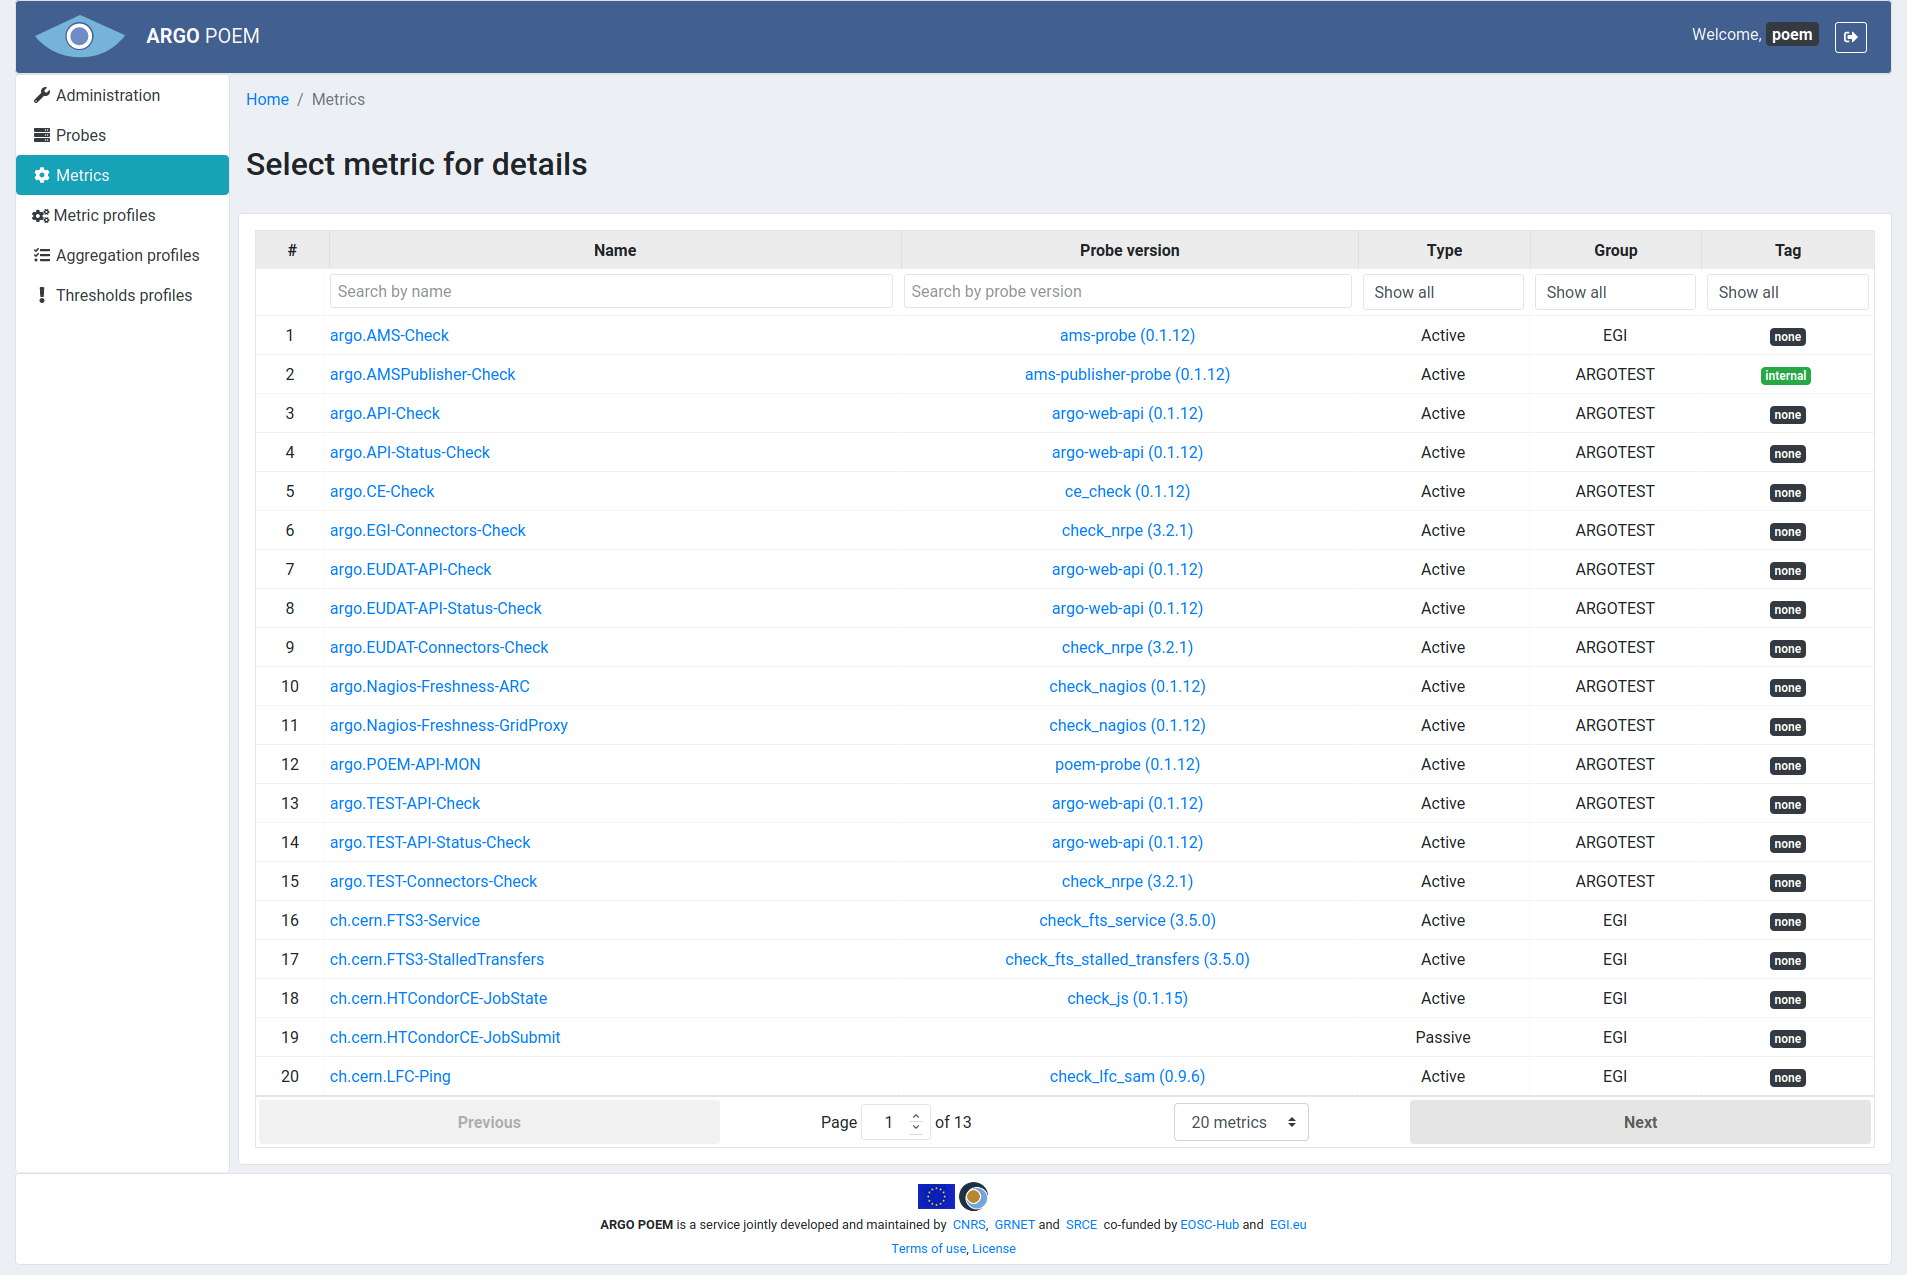 ARGO POEM
Welcome, poem
Administration
Probes
Metrics
Metric profiles
Aggregation profiles
Thresholds profiles
Home / Metrics
Select metric for details
# Name Probe version Type Group Tag
Search by name Search by probe version Show all Show all Show all
1 argo.AMS-Check ams-probe (0.1.12) Active EGI none
2 argo.AMSPublisher-Check ams-publisher-probe (0.1.12) Active ARGOTEST internal
3 argo.API-Check argo-web-api (0.1.12) Active ARGOTEST none
4 argo.API-Status-Check argo-web-api (0.1.12) Active ARGOTEST none
5 argo.CE-Check ce_check (0.1.12) Active ARGOTEST none
6 argo.EGI-Connectors-Check check_nrpe (3.2.1) Active ARGOTEST none
7 argo.EUDAT-API-Check argo-web-api (0.1.12) Active ARGOTEST none
8 argo.EUDAT-API-Status-Check argo-web-api (0.1.12) Active ARGOTEST none
9 argo.EUDAT-Connectors-Check check_nrpe (3.2.1) Active ARGOTEST none
10 argo.Nagios-Freshness-ARC check_nagios (0.1.12) Active ARGOTEST none
11 argo.Nagios-Freshness-GridProxy check_nagios (0.1.12) Active ARGOTEST none
12 argo.POEM-API-MON poem-probe (0.1.12) Active ARGOTEST none
13 argo.TEST-API-Check argo-web-api (0.1.12) Active ARGOTEST none
14 argo.TEST-API-Status-Check argo-web-api (0.1.12) Active ARGOTEST none
15 argo.TEST-Connectors-Check check_nrpe (3.2.1) Active ARGOTEST none
16 ch.cern.FTS3-Service check_fts_service (3.5.0) Active EGI none
17 ch.cern.FTS3-StalledTransfers check_fts_stalled_transfers (3.5.0) Active EGI none
18 ch.cern.HTCondorCE-JobState check_js (0.1.15) Active EGI none
19 ch.cern.HTCondorCE-JobSubmit Passive EGI none
20 ch.cern.LFC-Ping check_lfc_sam (0.9.6) Active EGI none
Previous Page 1 of 13 20 metrics Next
ARGO POEM is a service jointly developed and maintained by CNRS, GRNET and SRCE co-funded by EOSC-Hub and EGI.eu
Terms of use, License